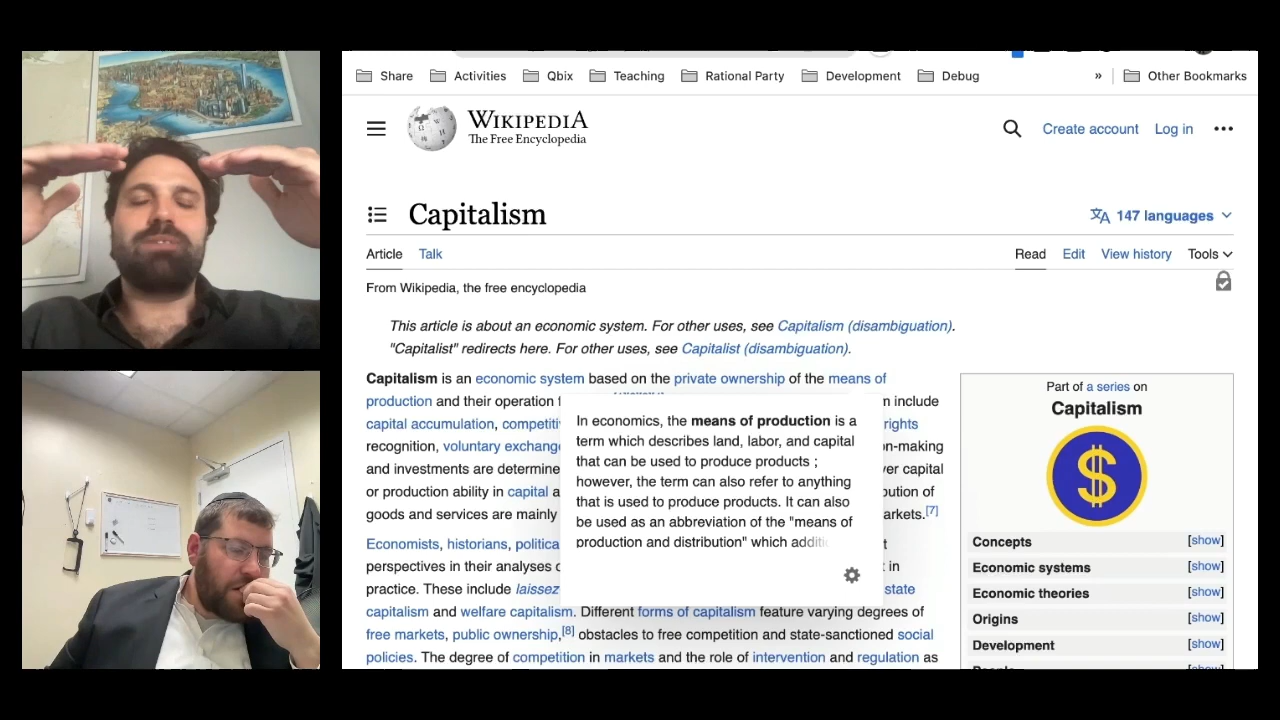 Share Activities Qbix Teaching Rational Party Development Debug » Other Bookmarks
WIKIPEDIA
The Free Encyclopedia
Create account Log in
Capitalism
147 languages
Article Talk Read Edit View history Tools
From Wikipedia, the free encyclopedia
This article is about an economic system. For other uses, see Capitalism (disambiguation).
"Capitalist" redirects here. For other uses, see Capitalist (disambiguation).
Capitalism is an economic system based on the private ownership of the means of
production and their operation include
capital accumulation, rights
recognition, voluntary
and investments are determine capital
or production ability in capital
goods and services are mainly [7]
Economists, historians,
perspectives in their analyses in
practice. These include laissez state
capitalism and welfare capitalism. Different forms of capitalism feature varying degrees of
free markets, public ownership,[8] obstacles to free competition and state-sanctioned social
policies. The degree of competition in markets and the role of intervention and regulation as
In economics, the means of production is a
term which describes land, labor, and capital
that can be used to produce products ;
however, the term can also refer to anything
that is used to produce products. It can also
be used as an abbreviation of the "means of
production and distribution" which
Part of a series on
Capitalism
$
Concepts [show]
Economic systems [show]
Economic theories [show]
Origins [show]
Development [show]